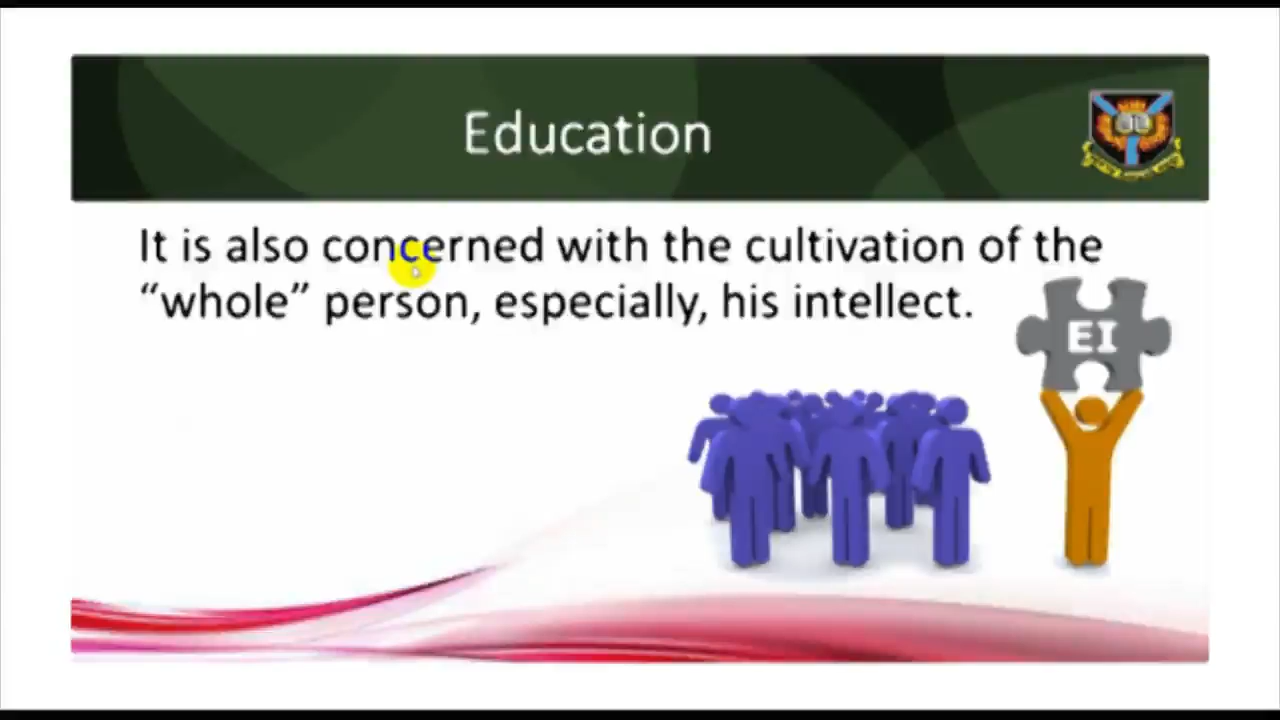 Education
It is also concerned with the cultivation of the
“whole” person, especially, his intellect.
EI